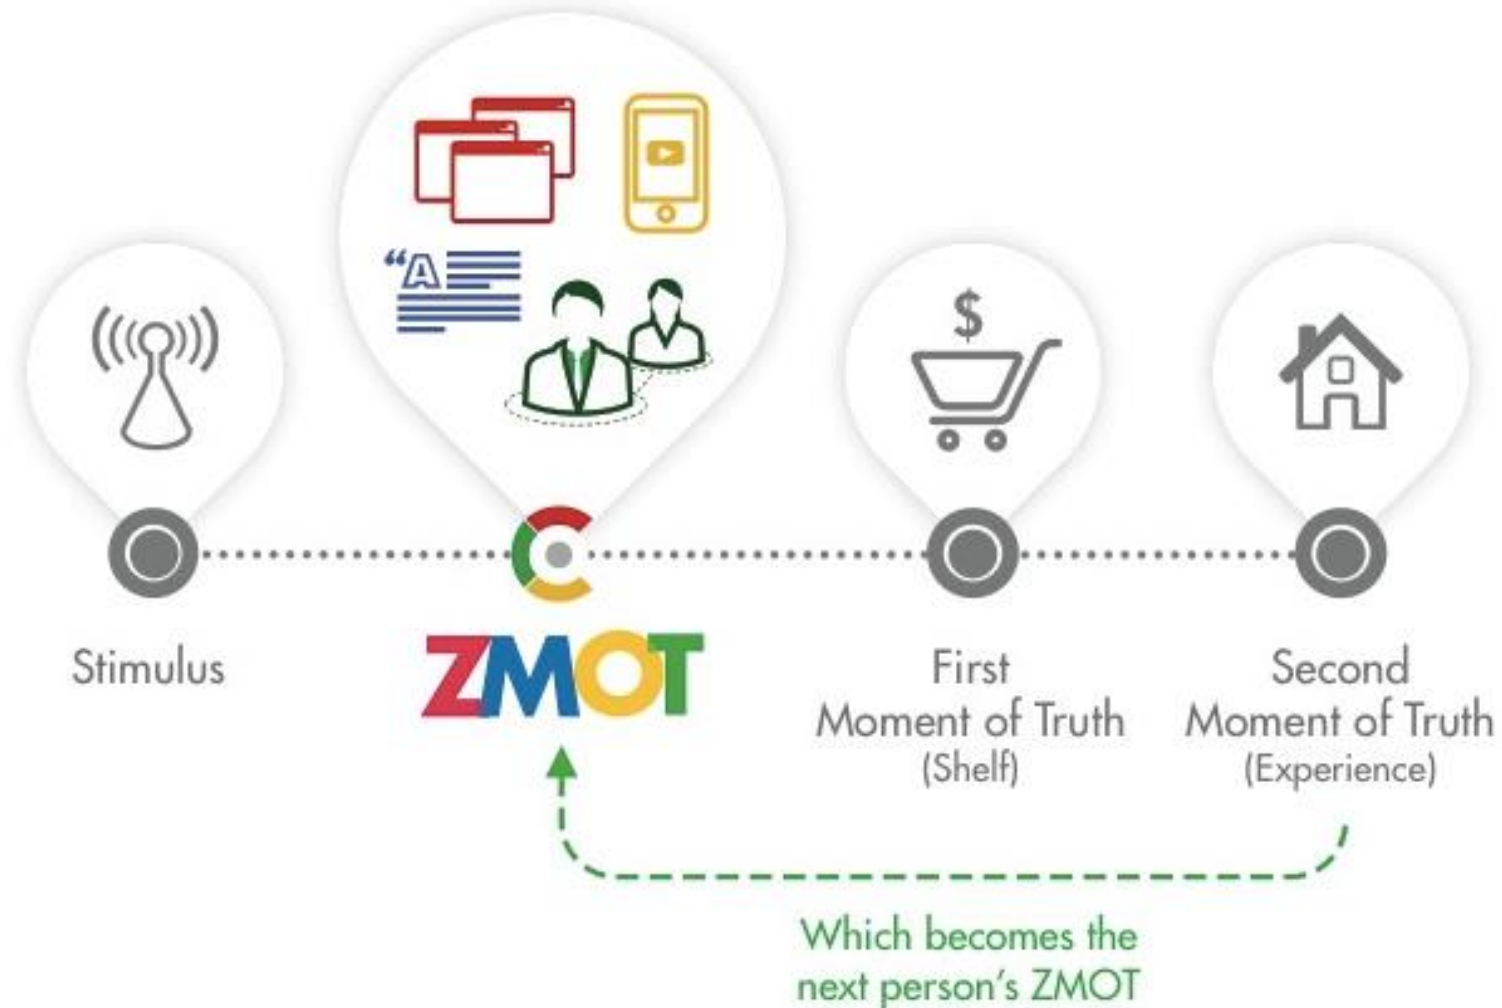 $
“A
Stimulus
ZMOT
First
Moment of Truth
(Shelf)
Second
Moment of Truth
(Experience)
Which becomes the
next person's ZMOT